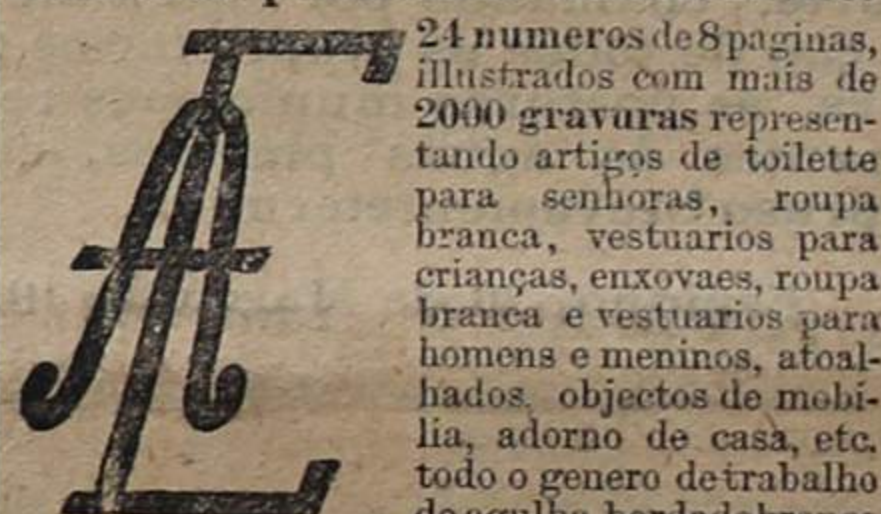 24 numeros de 8 paginas,
illustrados com mais de
2000 gravuras represen-
tando artigos de toilette
para senhoras, roupa
branca, vestuarios para
crianças, enxovaes, roupa
branca e vestuarios para
homens e meninos, atoal-
hados, objectos de mobi-
lia, adorno de casa, etc.
todo o genero de trabalho